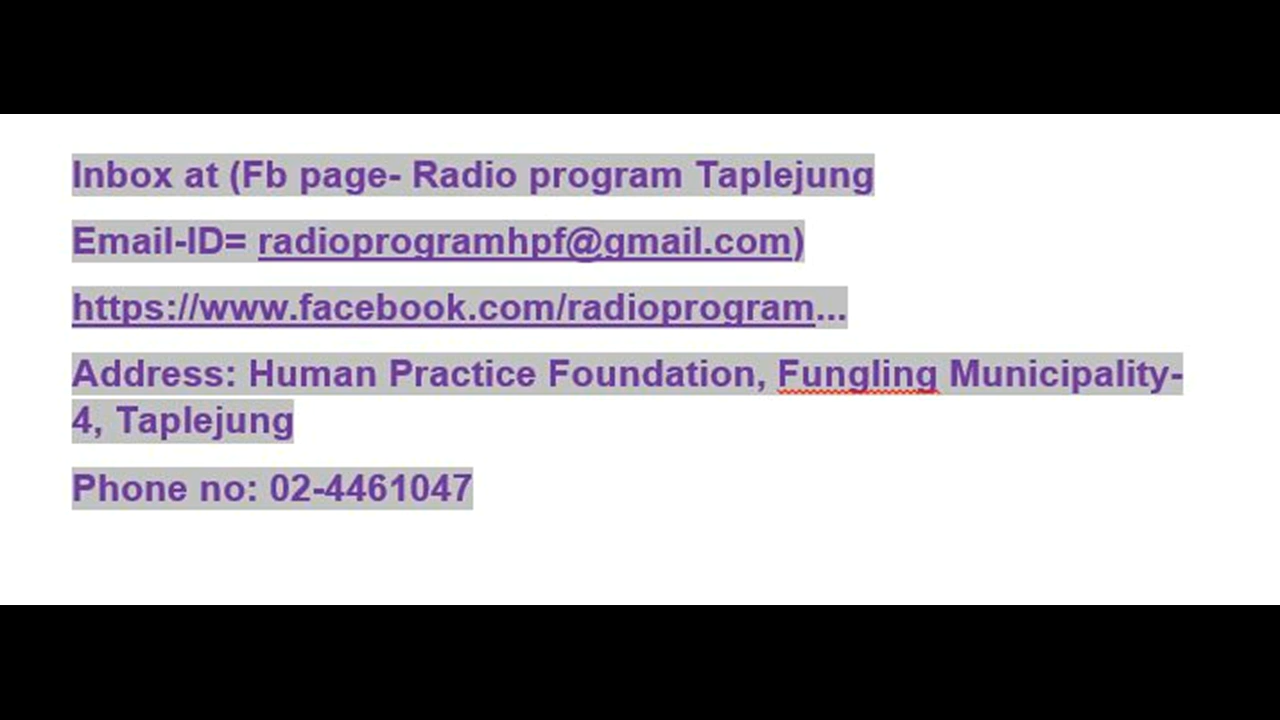 Inbox at (Fb page- Radio program Taplejung
Email-ID= radioprogramhpf@gmail.com)
https://www.facebook.com/radioprogram...
Address: Human Practice Foundation, Fungling Municipality-
4, Taplejung
Phone no: 02-4461047